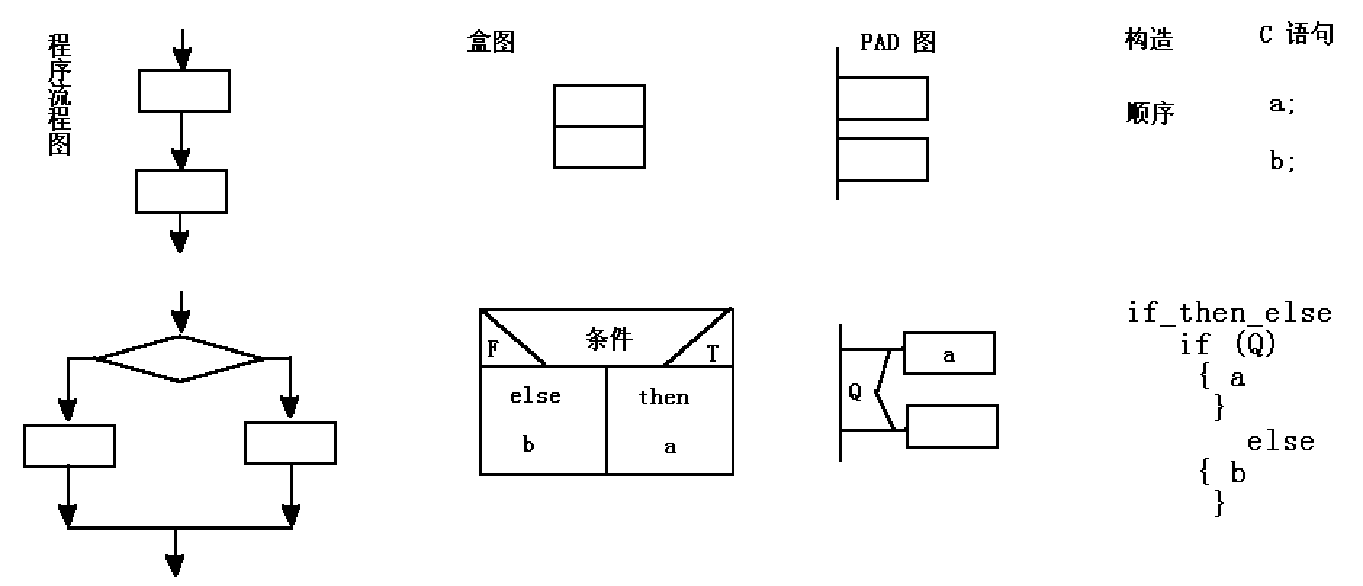 程序流程图
盒图
PAD 图
构造
C 语句
顺序
a;
b;
F
条件
T
else
then
b
a
Q
a
if_then_else
if (Q)
{ a
}
else
{ b
}